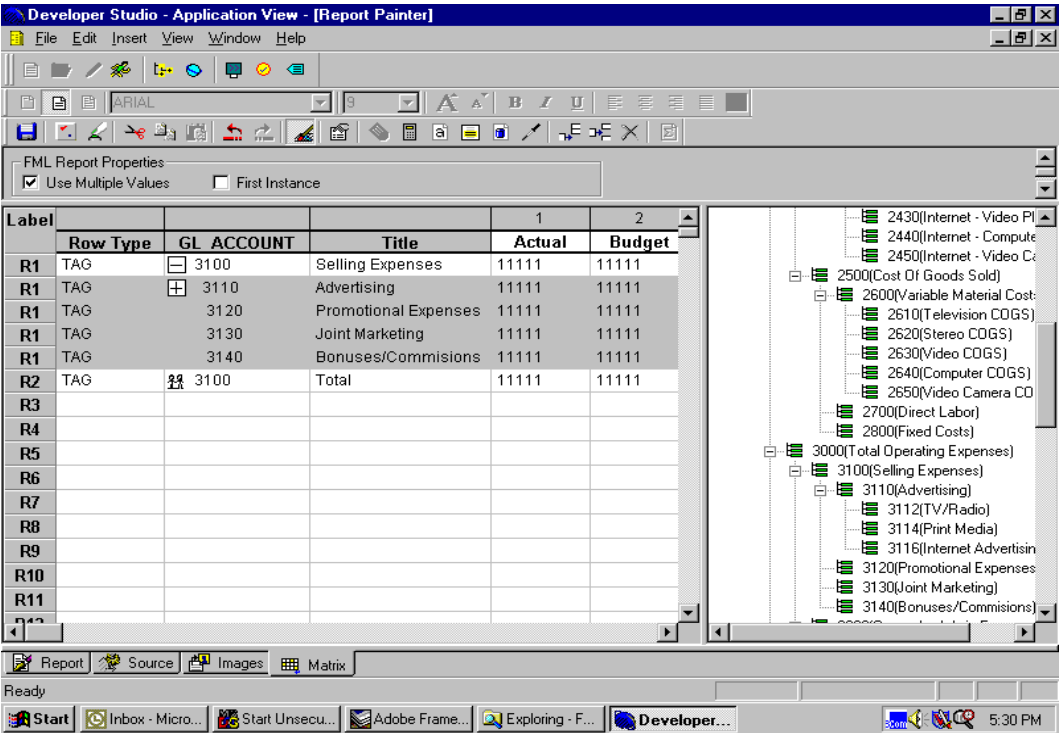 Developer Studio - Application View - [Report Painter]
File Edit Insert View Window Help
ARIAL 9 A A B I U
a
FML Report Properties
Use Multiple Values First Instance
Label 1 2
Row Type GL_ACCOUNT Title Actual Budget
R1 TAG 3100 Selling Expenses 11111 11111
R1 TAG 3110 Advertising 11111 11111
R1 TAG 3120 Promotional Expenses 11111 11111
R1 TAG 3130 Joint Marketing 11111 11111
R1 TAG 3140 Bonuses/Commisions 11111 11111
R2 TAG 3100 Total 11111 11111
R3
R4
R5
R6
R7
R8
R9
R10
R11
R12
2430(Internet - Video Pl
2440(Internet - Compute
2450(Internet - Video Ca
2500(Cost Of Goods Sold)
2600(Variable Material Cost
2610(Television COGS)
2620(Stereo COGS)
2630(Video COGS)
2640(Computer COGS)
2650(Video Camera CO
2700(Direct Labor)
2800(Fixed Costs)
3000(Total Operating Expenses)
3100(Selling Expenses)
3110(Advertising)
3112(TV/Radio)
3114(Print Media)
3116(Internet Advertisin
3120(Promotional Expenses
3130(Joint Marketing)
3140(Bonuses/Commisions)
Report Source Images Matrix
Ready
Start Inbox - Micro... Start Unsecu... Adobe Frame... Exploring - F... Developer... 5:30 PM